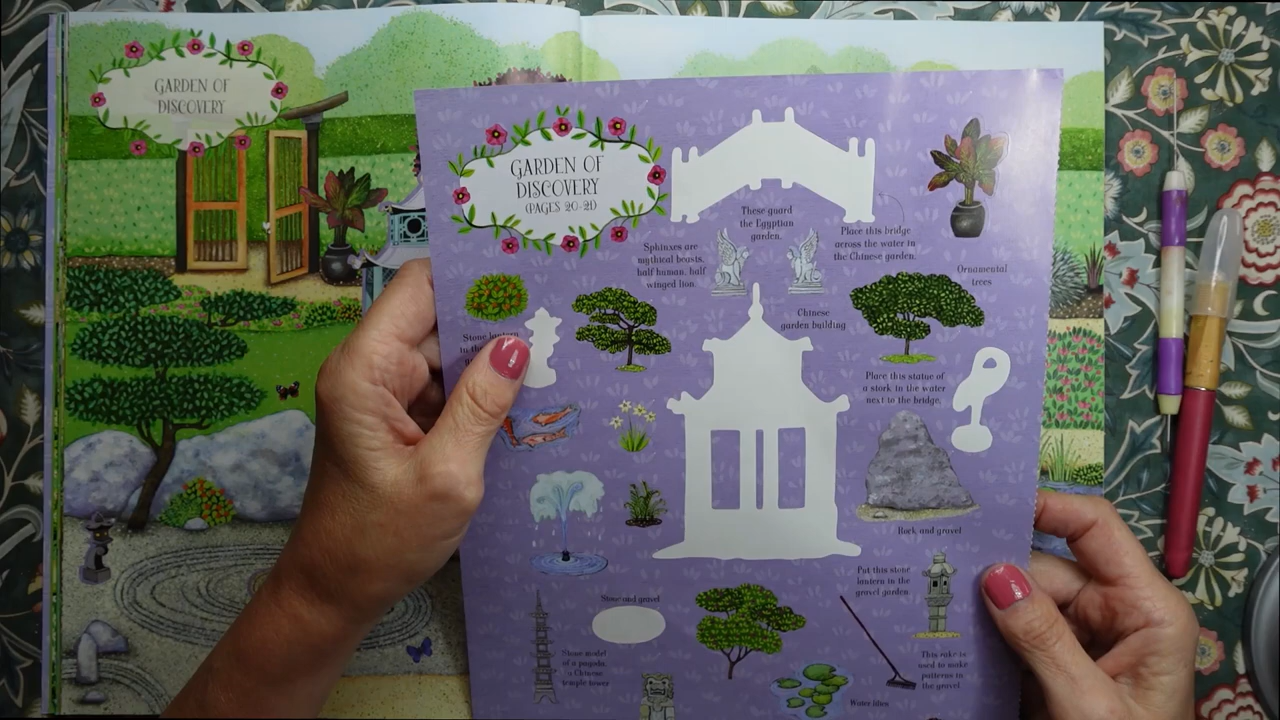 GARDEN OF
DISCOVERY
GARDEN OF
DISCOVERY
(PAGES 20-21)
These guard
the Egyptian
garden.
Place this bridge
across the water in
the Chinese garden.
Sphinxes are
mythical beasts,
half human, half
winged lion.
Ornamental
trees
Chinese
garden building
Stone lantern
Place this statue of
a stork in the water
next to the bridge.
Rock and gravel
Put this stone
lantern in the
gravel garden.
Stone and gravel
Stone model
of a pagoda,
a Chinese
temple tower
This rake is
used to make
patterns in
the gravel.
Water lilies